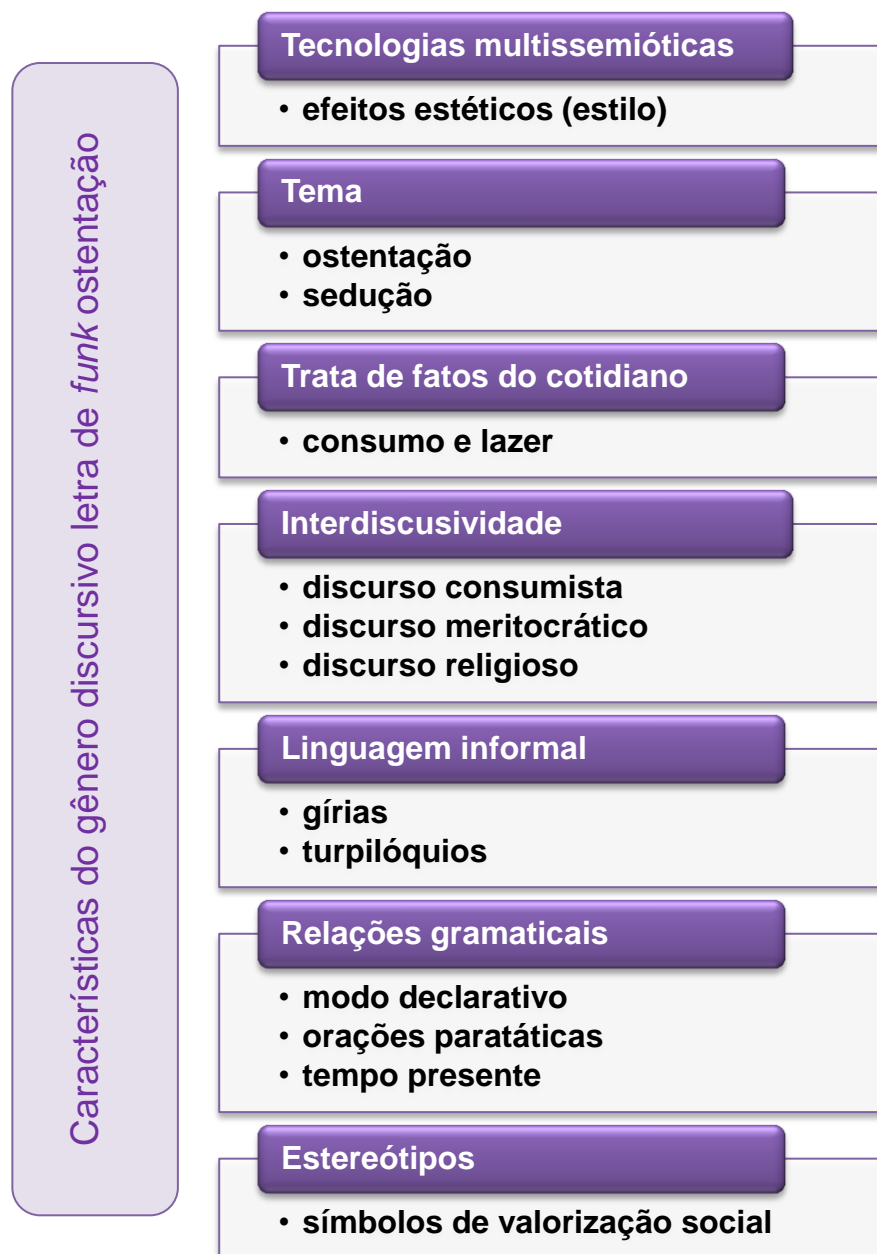 Características do gênero discursivo letra de funk ostentação
Tecnologias multissemióticas
• efeitos estéticos (estilo)
Tema
• ostentação
• sedução
Trata de fatos do cotidiano
• consumo e lazer
Interdiscusividade
• discurso consumista
• discurso meritocrático
• discurso religioso
Linguagem informal
• gírias
• turpilóquios
Relações gramaticais
• modo declarativo
• orações paratáticas
• tempo presente
Estereótipos
• símbolos de valorização social